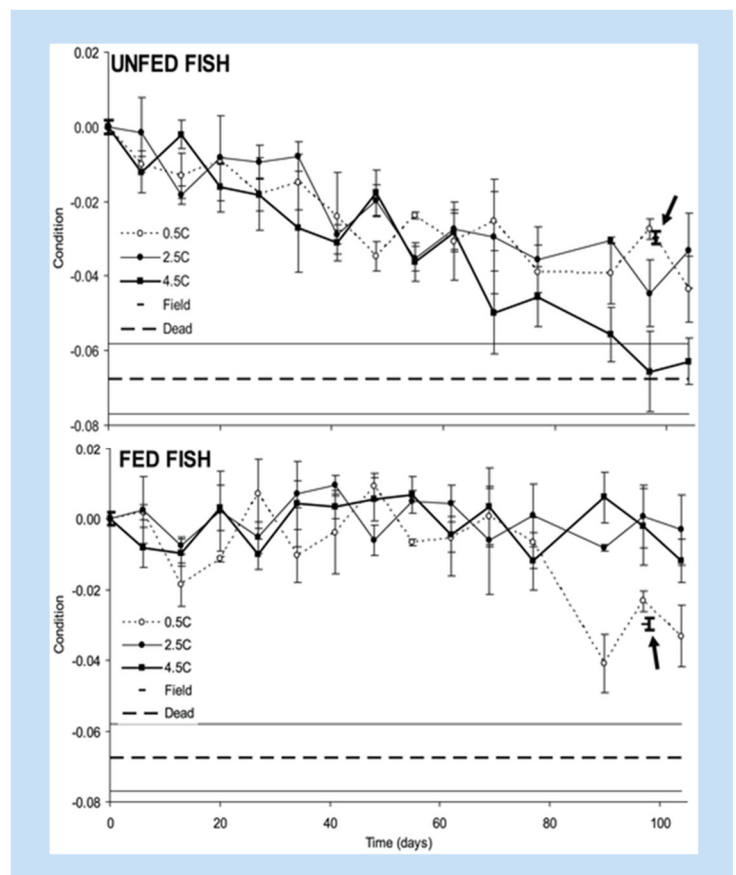 UNFED FISH
0.02
0.00
-0.02
-0.04
-0.06
-0.08
Condition
0.5C
2.5C
4.5C
Field
Dead
FED FISH
0.02
0.00
-0.02
-0.04
-0.06
-0.08
Condition
0.5C
2.5C
4.5C
Field
Dead
0
20
40
60
80
100
Time (days)